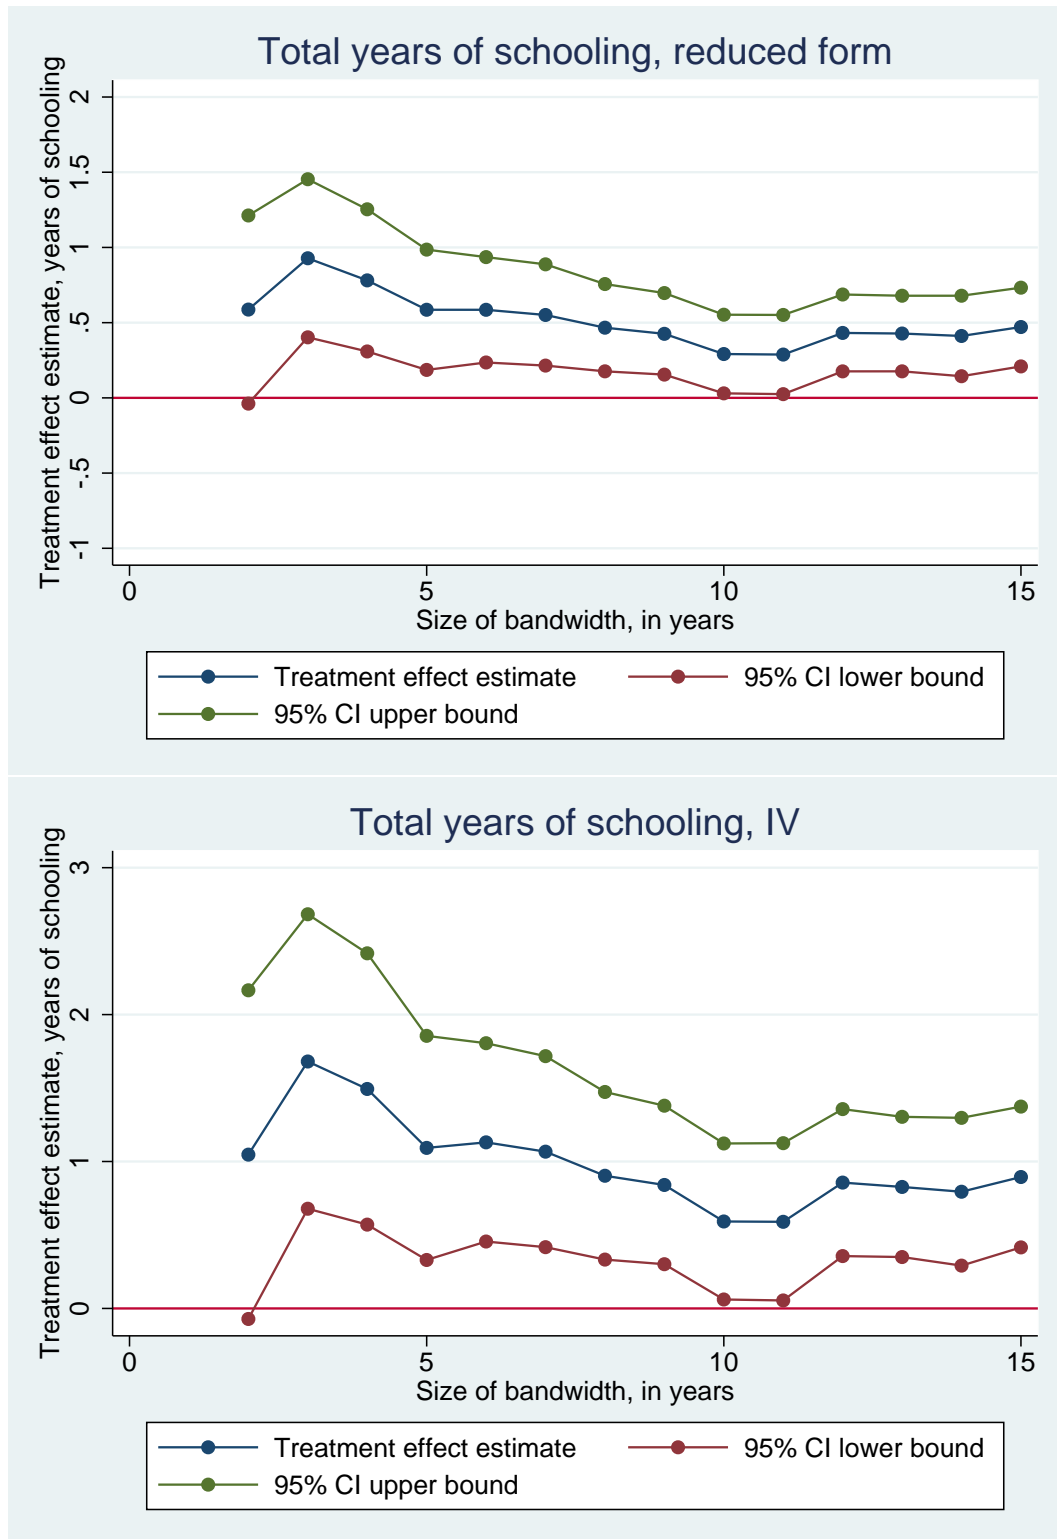 Total years of schooling, reduced form
Treatment effect estimate, years of schooling
2
1.5
1
.5
0
-.5
-1
0 5 10 15
Size of bandwidth, in years
Treatment effect estimate 95% CI lower bound
95% CI upper bound
Total years of schooling, IV
Treatment effect estimate, years of schooling
3
2
1
0
0 5 10 15
Size of bandwidth, in years
Treatment effect estimate 95% CI lower bound
95% CI upper bound